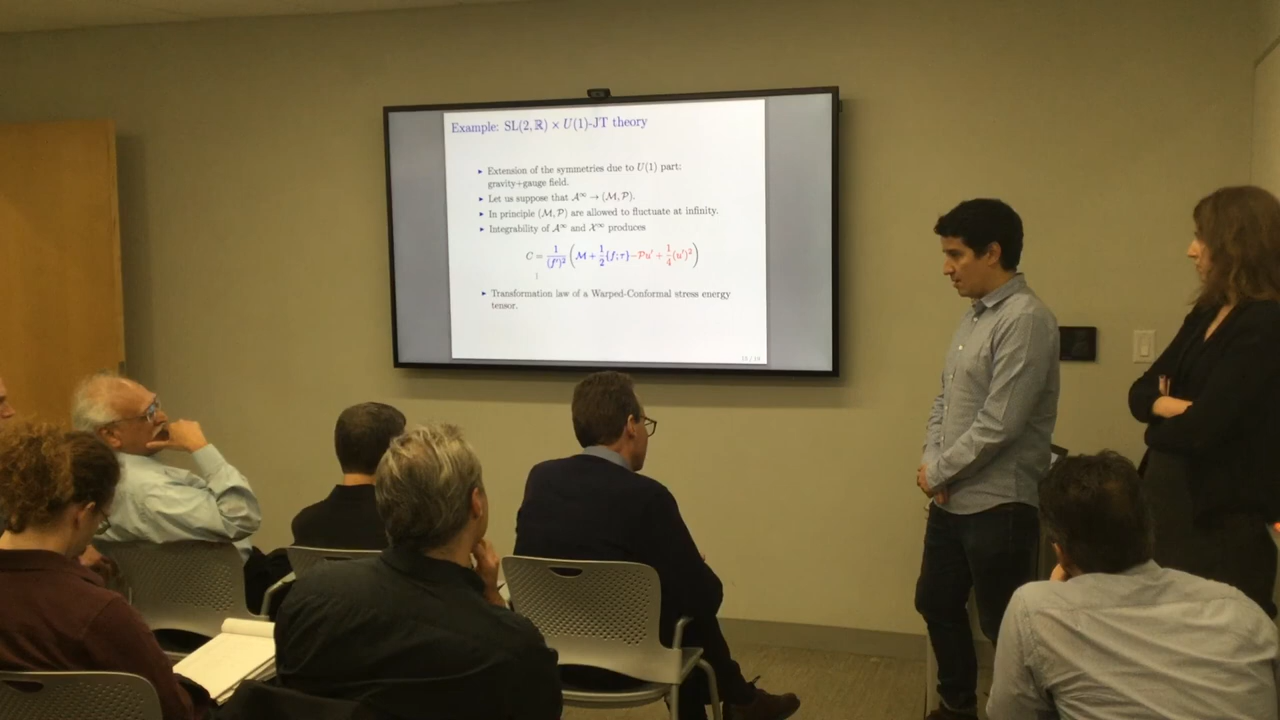 Example: SL(2, ℝ) × U(1)-JT theory
► Extension of the symmetries due to U(1) part:
gravity+gauge field.
► Let us suppose that 𝒜^∞ → (ℳ, 𝒫).
► In principle (ℳ, 𝒫) are allowed to fluctuate at infinity.
► Integrability of 𝒜^∞ and 𝒳^∞ produces
C = 1/(f′)² (ℳ + 1/2{f; τ} − 𝒫u′ + 1/4(u′)²)
► Transformation law of a Warped-Conformal stress energy
tensor.